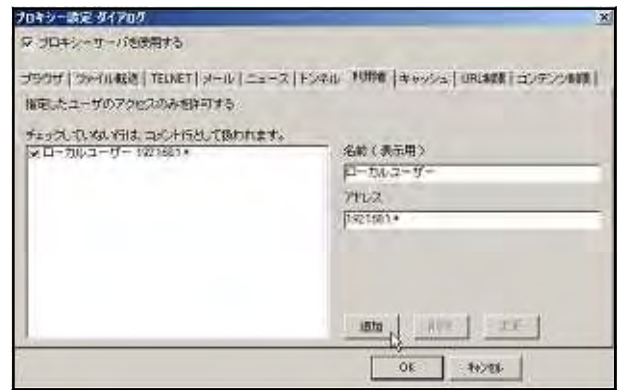 プロキシー設定 ダイアログ
プロキシーサーバを使用する
ブラウザ | ファイル転送 | TELNET | メール | ニュース | トンネル 利用者 | キャッシュ | URL制限 | コンテンツ制限 |
指定したユーザのアクセスのみを許可する
チェックしていない行は、コメント行として扱われます。
ローカルユーザー 192.168.1.*
名前(表示用)
ローカルユーザー
アドレス
192.168.1.*
追加
OK キャンセル